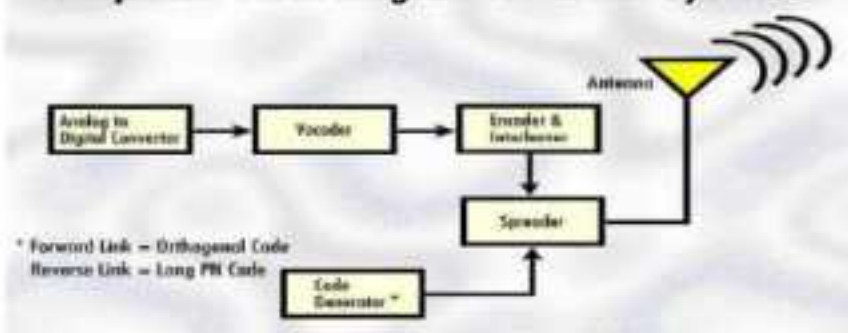 Antenna
Analog to
Digital Convertor
Vocoder
Encoder &
Interleaver
Spreader
* Forward Link = Orthogonal Code
Reverse Link = Long PN Code
Code
Generator *